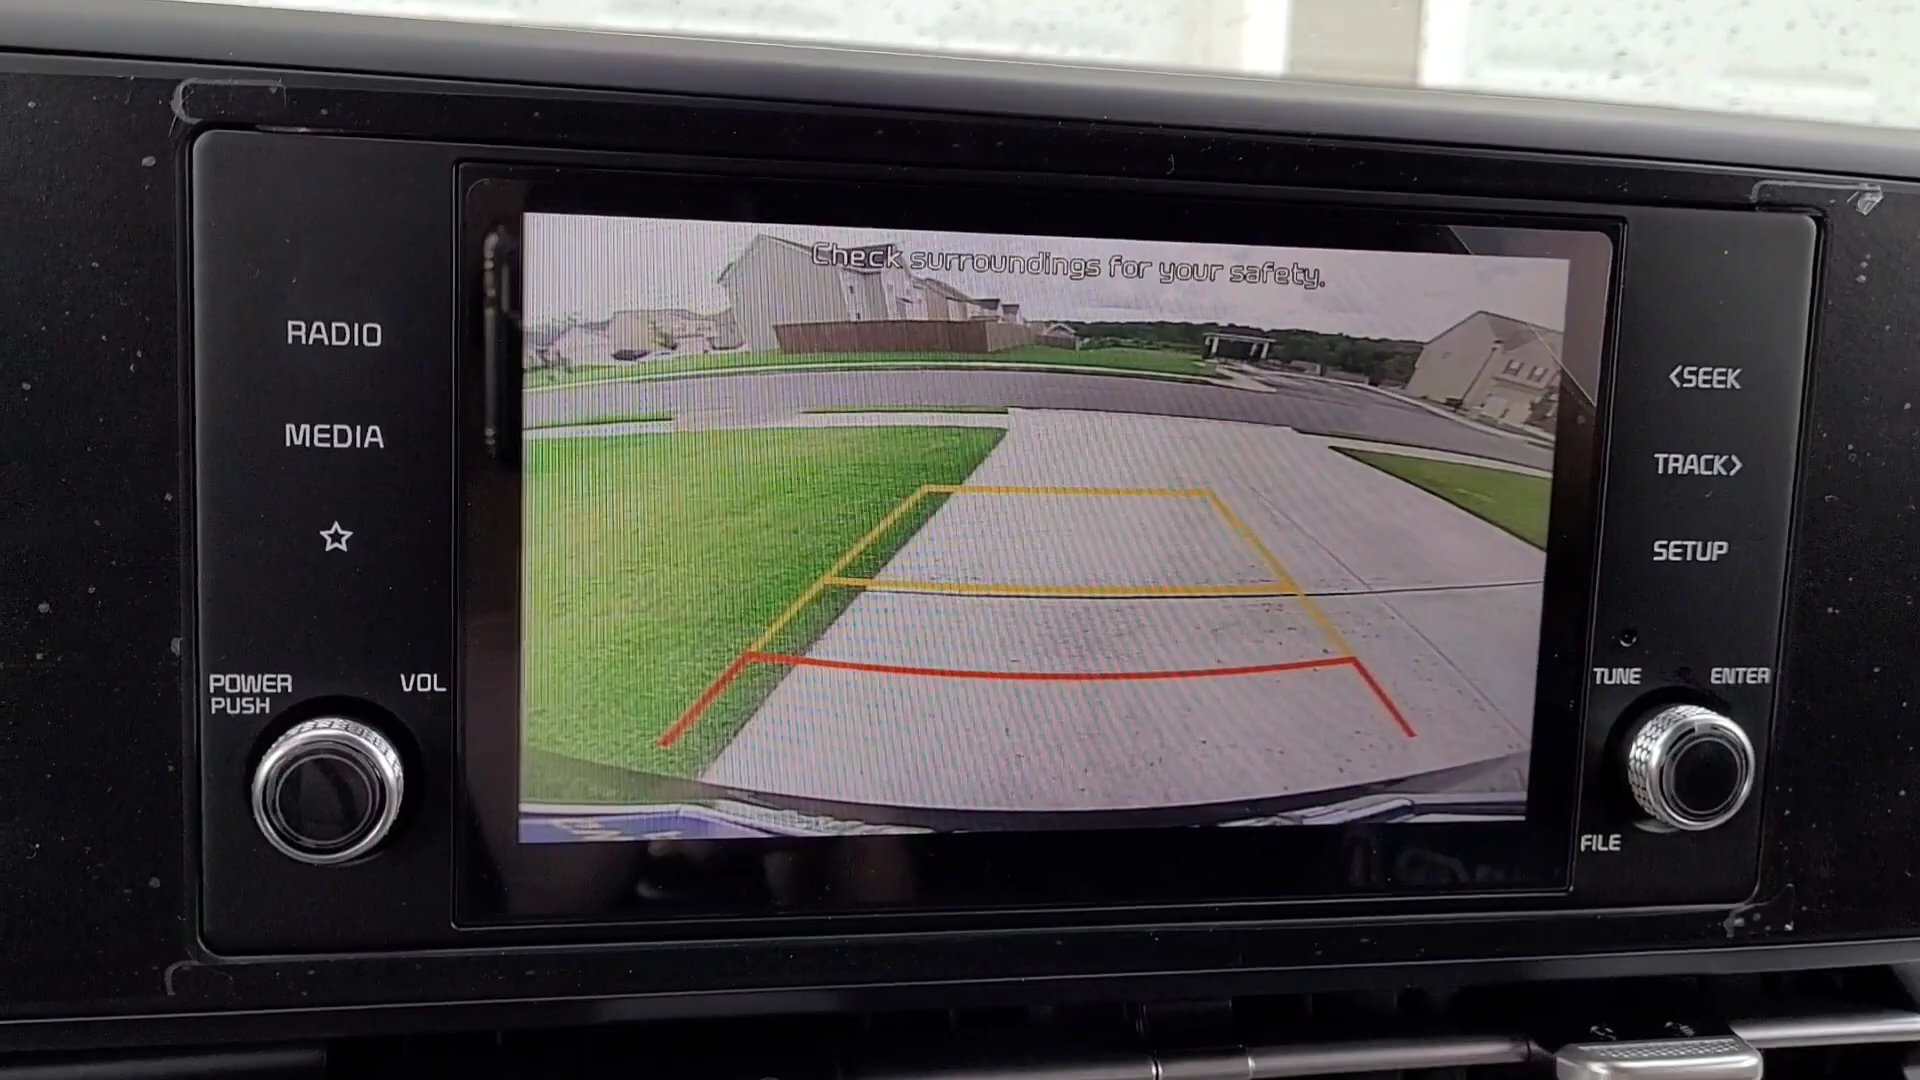 Check surroundings for your safety.
RADIO
MEDIA
POWER
PUSH
VOL
<SEEK
TRACK>
SETUP
TUNE
ENTER
FILE